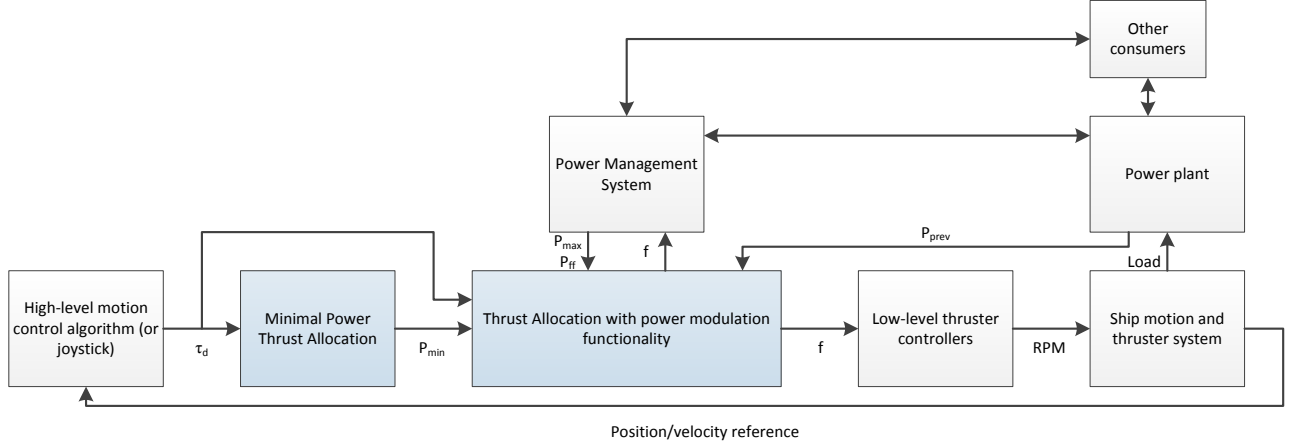 Other
consumers
Power Management
System
Power plant
P_prev
P_max
P_ff
f
Load
High-level motion
control algorithm (or
joystick)
τ_d
Minimal Power
Thrust Allocation
P_min
Thrust Allocation with power modulation
functionality
f
Low-level thruster
controllers
RPM
Ship motion and
thruster system
Position/velocity reference